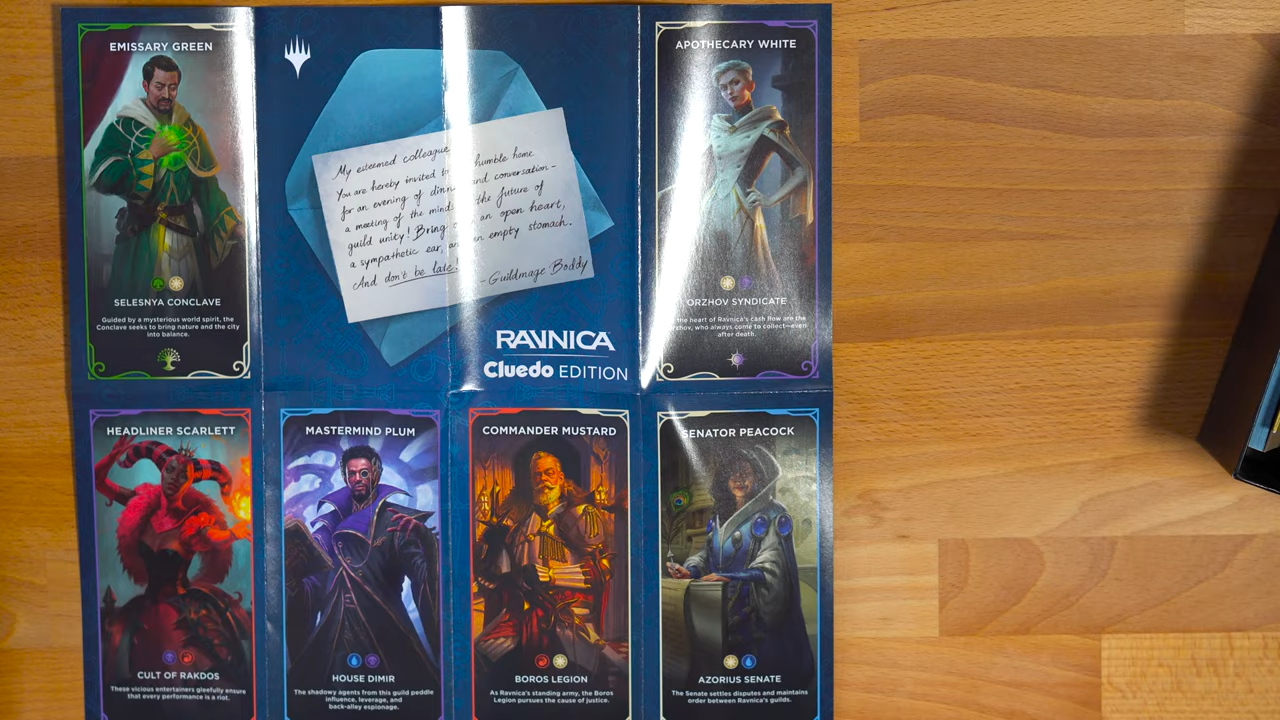 EMISSARY GREEN
SELESNYA CONCLAVE
Guided by a mysterious world spirit, the
Conclave seeks to bring nature and the city
into balance.
My esteemed colleague humble home
You are hereby invited and conversation-
for an evening of the future of
a meeting of the minds an open heart,
guild unity! Bring empty stomach.
a sympathetic ear,
And don't be late!
- Guildmage Boddy
RAVNICA
Cluedo EDITION
APOTHECARY WHITE
ORZHOV SYNDICATE
heart of Ravnica's cash flow are the
who always come to collect—even
after death.
HEADLINER SCARLETT
CULT OF RAKDOS
These vicious entertainers gleefully ensure
that every performance is a riot.
MASTERMIND PLUM
HOUSE DIMIR
The shadowy agents from this guild peddle
influence, leverage, and
back-alley espionage.
COMMANDER MUSTARD
BOROS LEGION
As Ravnica's standing army, the Boros
Legion pursues the cause of justice.
SENATOR PEACOCK
AZORIUS SENATE
The Senate settles disputes and maintains
order between Ravnica's guilds.